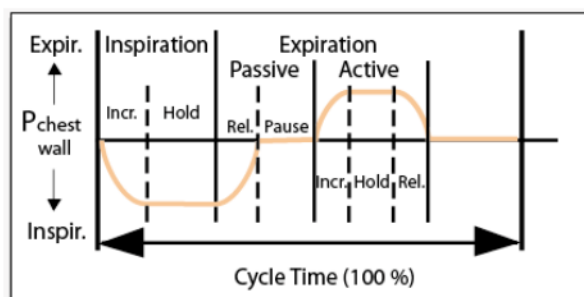 Expir. Inspiration Expiration
Passive Active
Pchest wall
Incr. Hold Rel. Pause
Incr. Hold Rel.
Inspir.
Cycle Time (100 %)